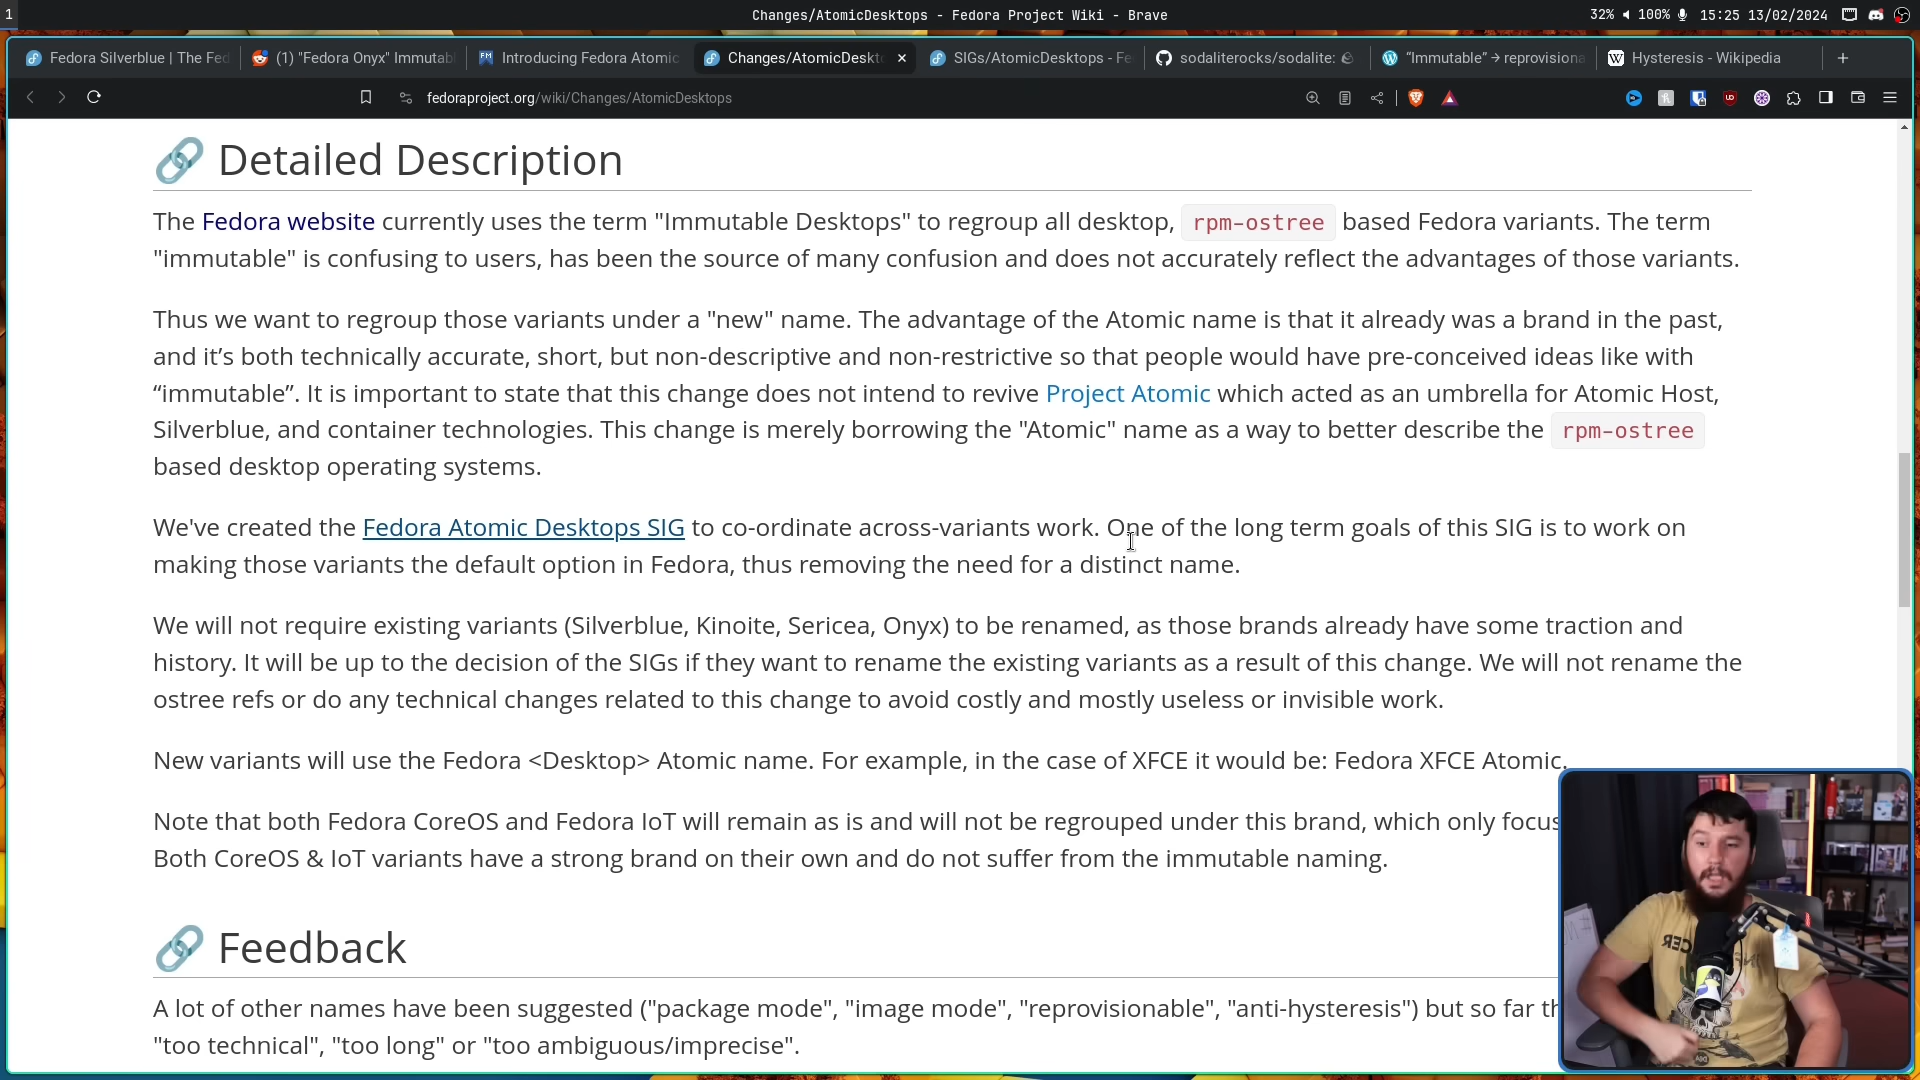 1
Changes/AtomicDesktops - Fedora Project Wiki - Brave
32% 100% 15:25 13/02/2024
Fedora Silverblue | The Fed
(1) "Fedora Onyx" Immutabl
Introducing Fedora Atomic
Changes/AtomicDeskt
SIGs/AtomicDesktops - Fe
sodaliterocks/sodalite:
“Immutable” → reprovisiona
Hysteresis - Wikipedia
fedoraproject.org/wiki/Changes/AtomicDesktops
Detailed Description
The Fedora website currently uses the term "Immutable Desktops" to regroup all desktop, rpm-ostree based Fedora variants. The term
"immutable" is confusing to users, has been the source of many confusion and does not accurately reflect the advantages of those variants.
Thus we want to regroup those variants under a "new" name. The advantage of the Atomic name is that it already was a brand in the past,
and it’s both technically accurate, short, but non-descriptive and non-restrictive so that people would have pre-conceived ideas like with
“immutable”. It is important to state that this change does not intend to revive Project Atomic which acted as an umbrella for Atomic Host,
Silverblue, and container technologies. This change is merely borrowing the "Atomic" name as a way to better describe the rpm-ostree
based desktop operating systems.
We've created the Fedora Atomic Desktops SIG to co-ordinate across-variants work. One of the long term goals of this SIG is to work on
making those variants the default option in Fedora, thus removing the need for a distinct name.
We will not require existing variants (Silverblue, Kinoite, Sericea, Onyx) to be renamed, as those brands already have some traction and
history. It will be up to the decision of the SIGs if they want to rename the existing variants as a result of this change. We will not rename the
ostree refs or do any technical changes related to this change to avoid costly and mostly useless or invisible work.
New variants will use the Fedora <Desktop> Atomic name. For example, in the case of XFCE it would be: Fedora XFCE Atomic.
Note that both Fedora CoreOS and Fedora IoT will remain as is and will not be regrouped under this brand, which only focus
Both CoreOS & IoT variants have a strong brand on their own and do not suffer from the immutable naming.
Feedback
A lot of other names have been suggested ("package mode", "image mode", "reprovisionable", "anti-hysteresis") but so far th
"too technical", "too long" or "too ambiguous/imprecise".